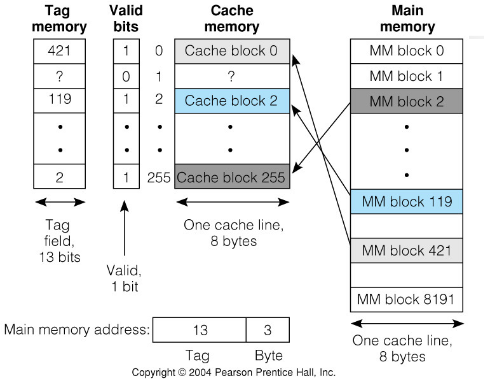 Tag memory
Valid bits
Cache memory
Main memory
421 1 0 Cache block 0 MM block 0
? 0 1 ? MM block 1
119 1 2 Cache block 2 MM block 2
2 1 255 Cache block 255
MM block 119
Tag field, 13 bits
One cache line, 8 bytes
MM block 421
Valid, 1 bit
MM block 8191
Main memory address: 13 3
Tag Byte
One cache line, 8 bytes
Copyright © 2004 Pearson Prentice Hall, Inc.